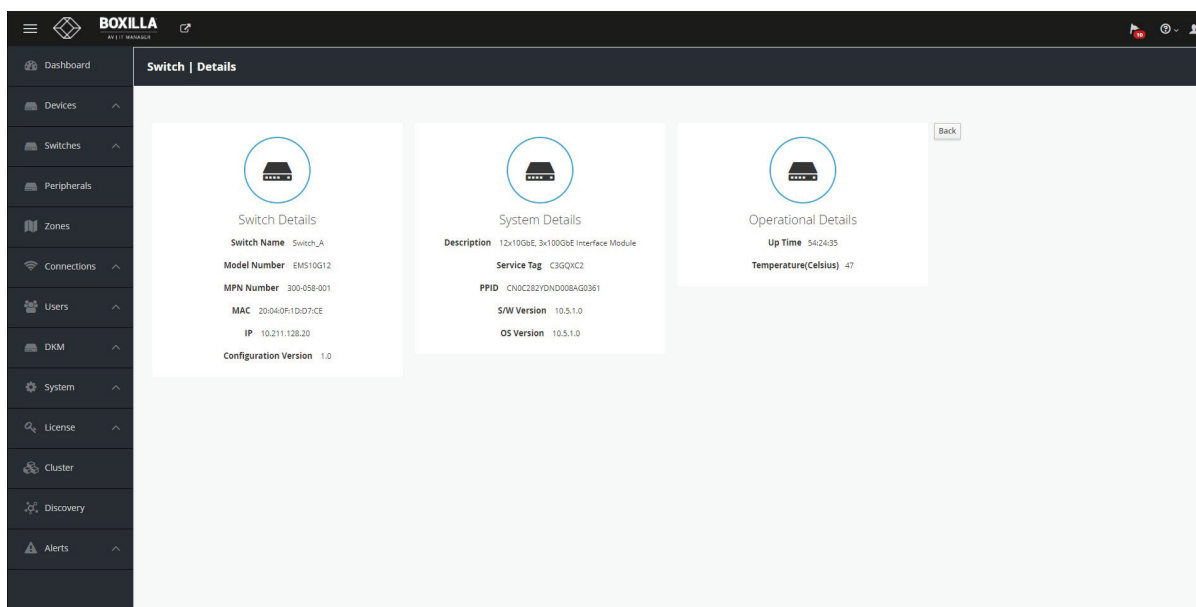 BOXILLA
AV | IT MANAGER
10
Dashboard
Switch | Details
Devices
Switches
Peripherals
Zones
Connections
Users
DKM
System
License
Cluster
Discovery
Alerts
Back
Switch Details
Switch Name Switch_A
Model Number EMS10G12
MPN Number 300-058-001
MAC 20:04:0F:1D:D7:CE
IP 10.211.128.20
Configuration Version 1.0
System Details
Description 12x10GbE, 3x100GbE Interface Module
Service Tag C3GQXC2
PPID CN0C282YDND008AG0361
S/W Version 10.5.1.0
OS Version 10.5.1.0
Operational Details
Up Time 54:24:35
Temperature(Celsius) 47